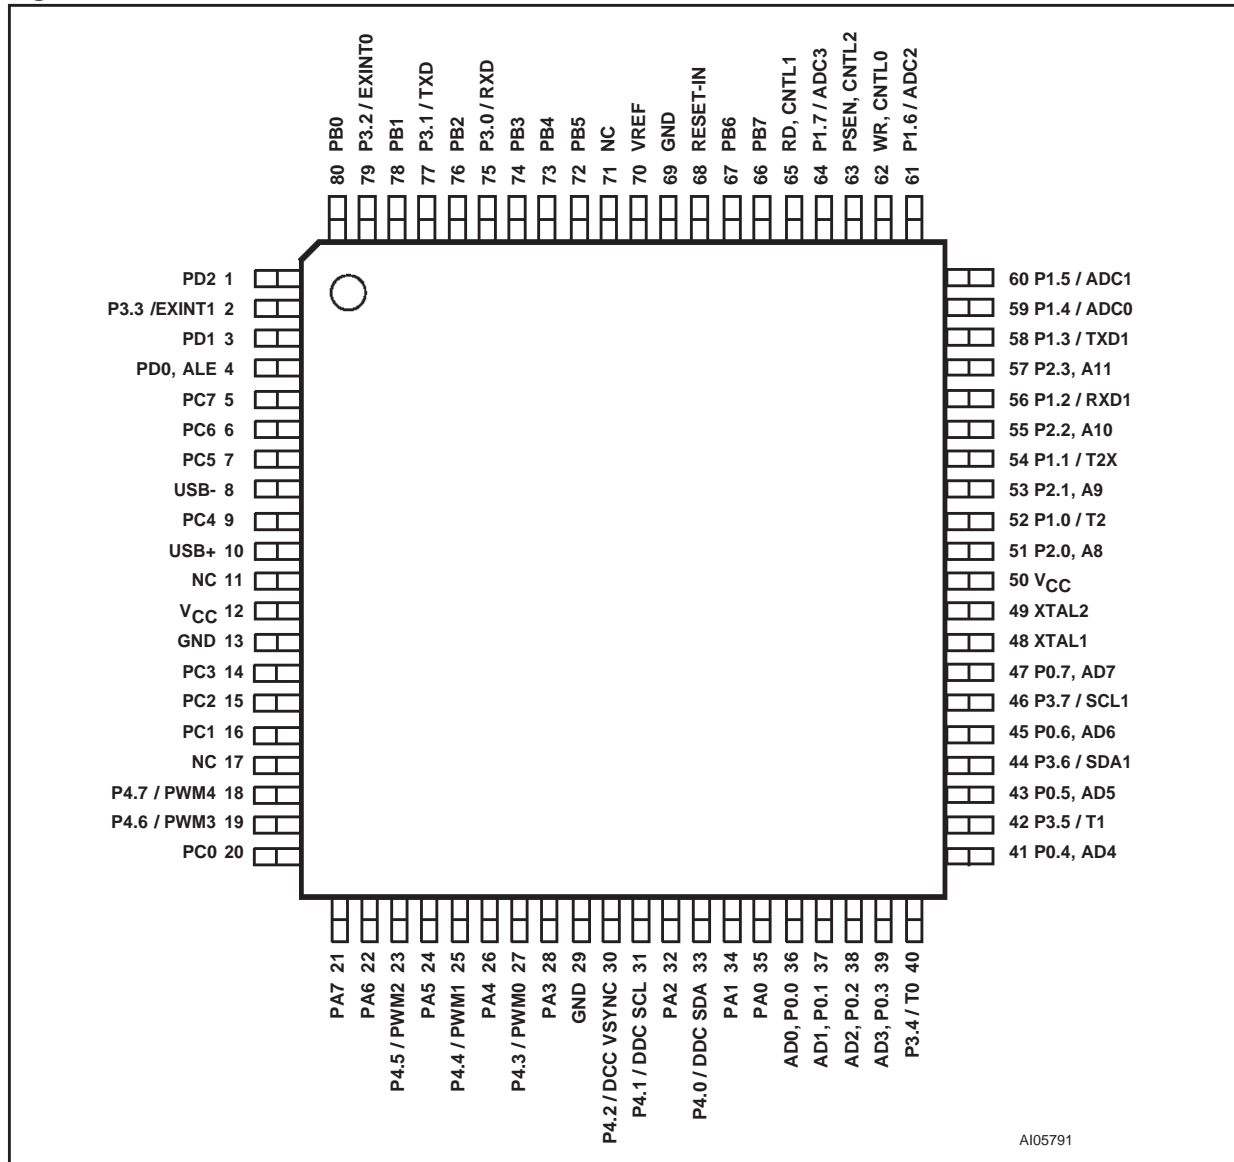 80 PB0
79 P3.2 / EXINT0
78 PB1
77 P3.1 / TXD
76 PB2
75 P3.0 / RXD
74 PB3
73 PB4
72 PB5
71 NC
70 VREF
69 GND
68 RESET-IN
67 PB6
66 PB7
65 RD, CNTL1
64 P1.7 / ADC3
63 PSEN, CNTL2
62 WR, CNTL0
61 P1.6 / ADC2
PD2 1
P3.3 /EXINT1 2
PD1 3
PD0, ALE 4
PC7 5
PC6 6
PC5 7
USB- 8
PC4 9
USB+ 10
NC 11
VCC 12
GND 13
PC3 14
PC2 15
PC1 16
NC 17
P4.7 / PWM4 18
P4.6 / PWM3 19
PC0 20
60 P1.5 / ADC1
59 P1.4 / ADC0
58 P1.3 / TXD1
57 P2.3, A11
56 P1.2 / RXD1
55 P2.2, A10
54 P1.1 / T2X
53 P2.1, A9
52 P1.0 / T2
51 P2.0, A8
50 VCC
49 XTAL2
48 XTAL1
47 P0.7, AD7
46 P3.7 / SCL1
45 P0.6, AD6
44 P3.6 / SDA1
43 P0.5, AD5
42 P3.5 / T1
41 P0.4, AD4
PA7 21
PA6 22
P4.5 / PWM2 23
PA5 24
P4.4 / PWM1 25
PA4 26
P4.3 / PWM0 27
PA3 28
GND 29
P4.2 / DCC VSYNC 30
P4.1 / DDC SCL 31
PA2 32
P4.0 / DDC SDA 33
PA1 34
PA0 35
AD0, P0.0 36
AD1, P0.1 37
AD2, P0.2 38
AD3, P0.3 39
P3.4 / T0 40
AI05791